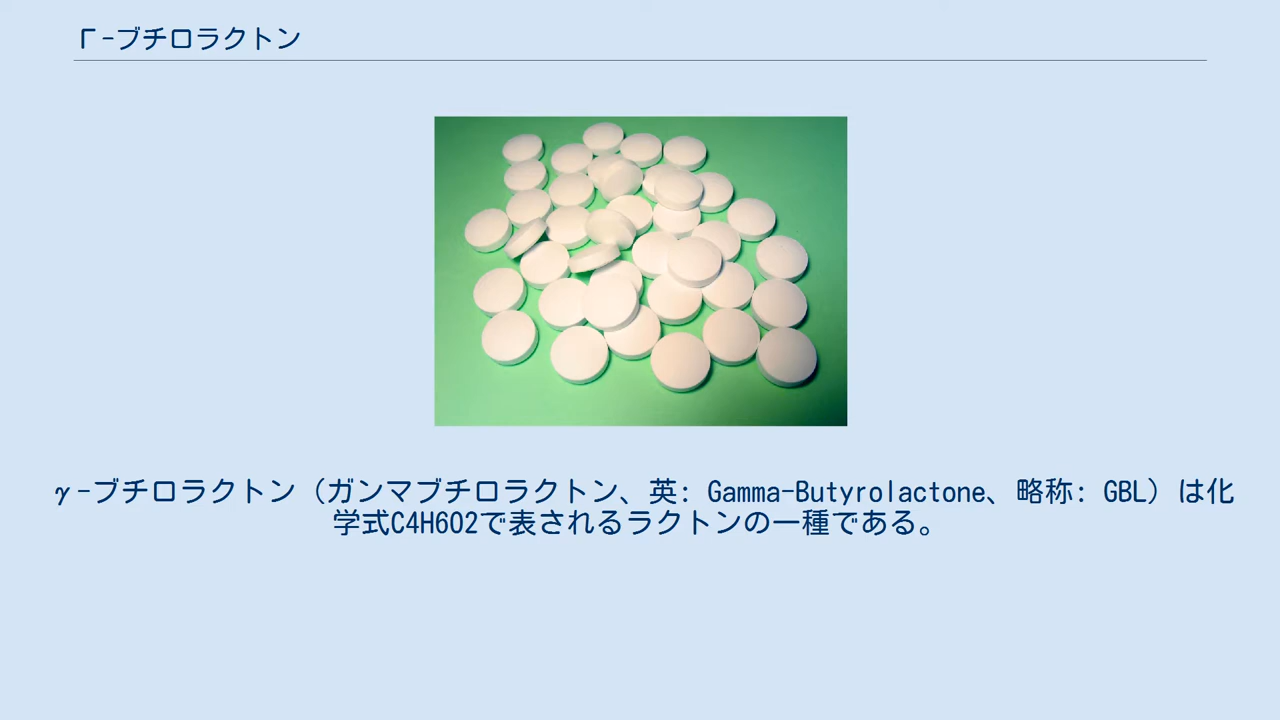 Γ-ブチロラクトン
γ-ブチロラクトン（ガンマブチロラクトン、英: Gamma-Butyrolactone、略称: GBL）は化
学式C4H6O2で表されるラクトンの一種である。